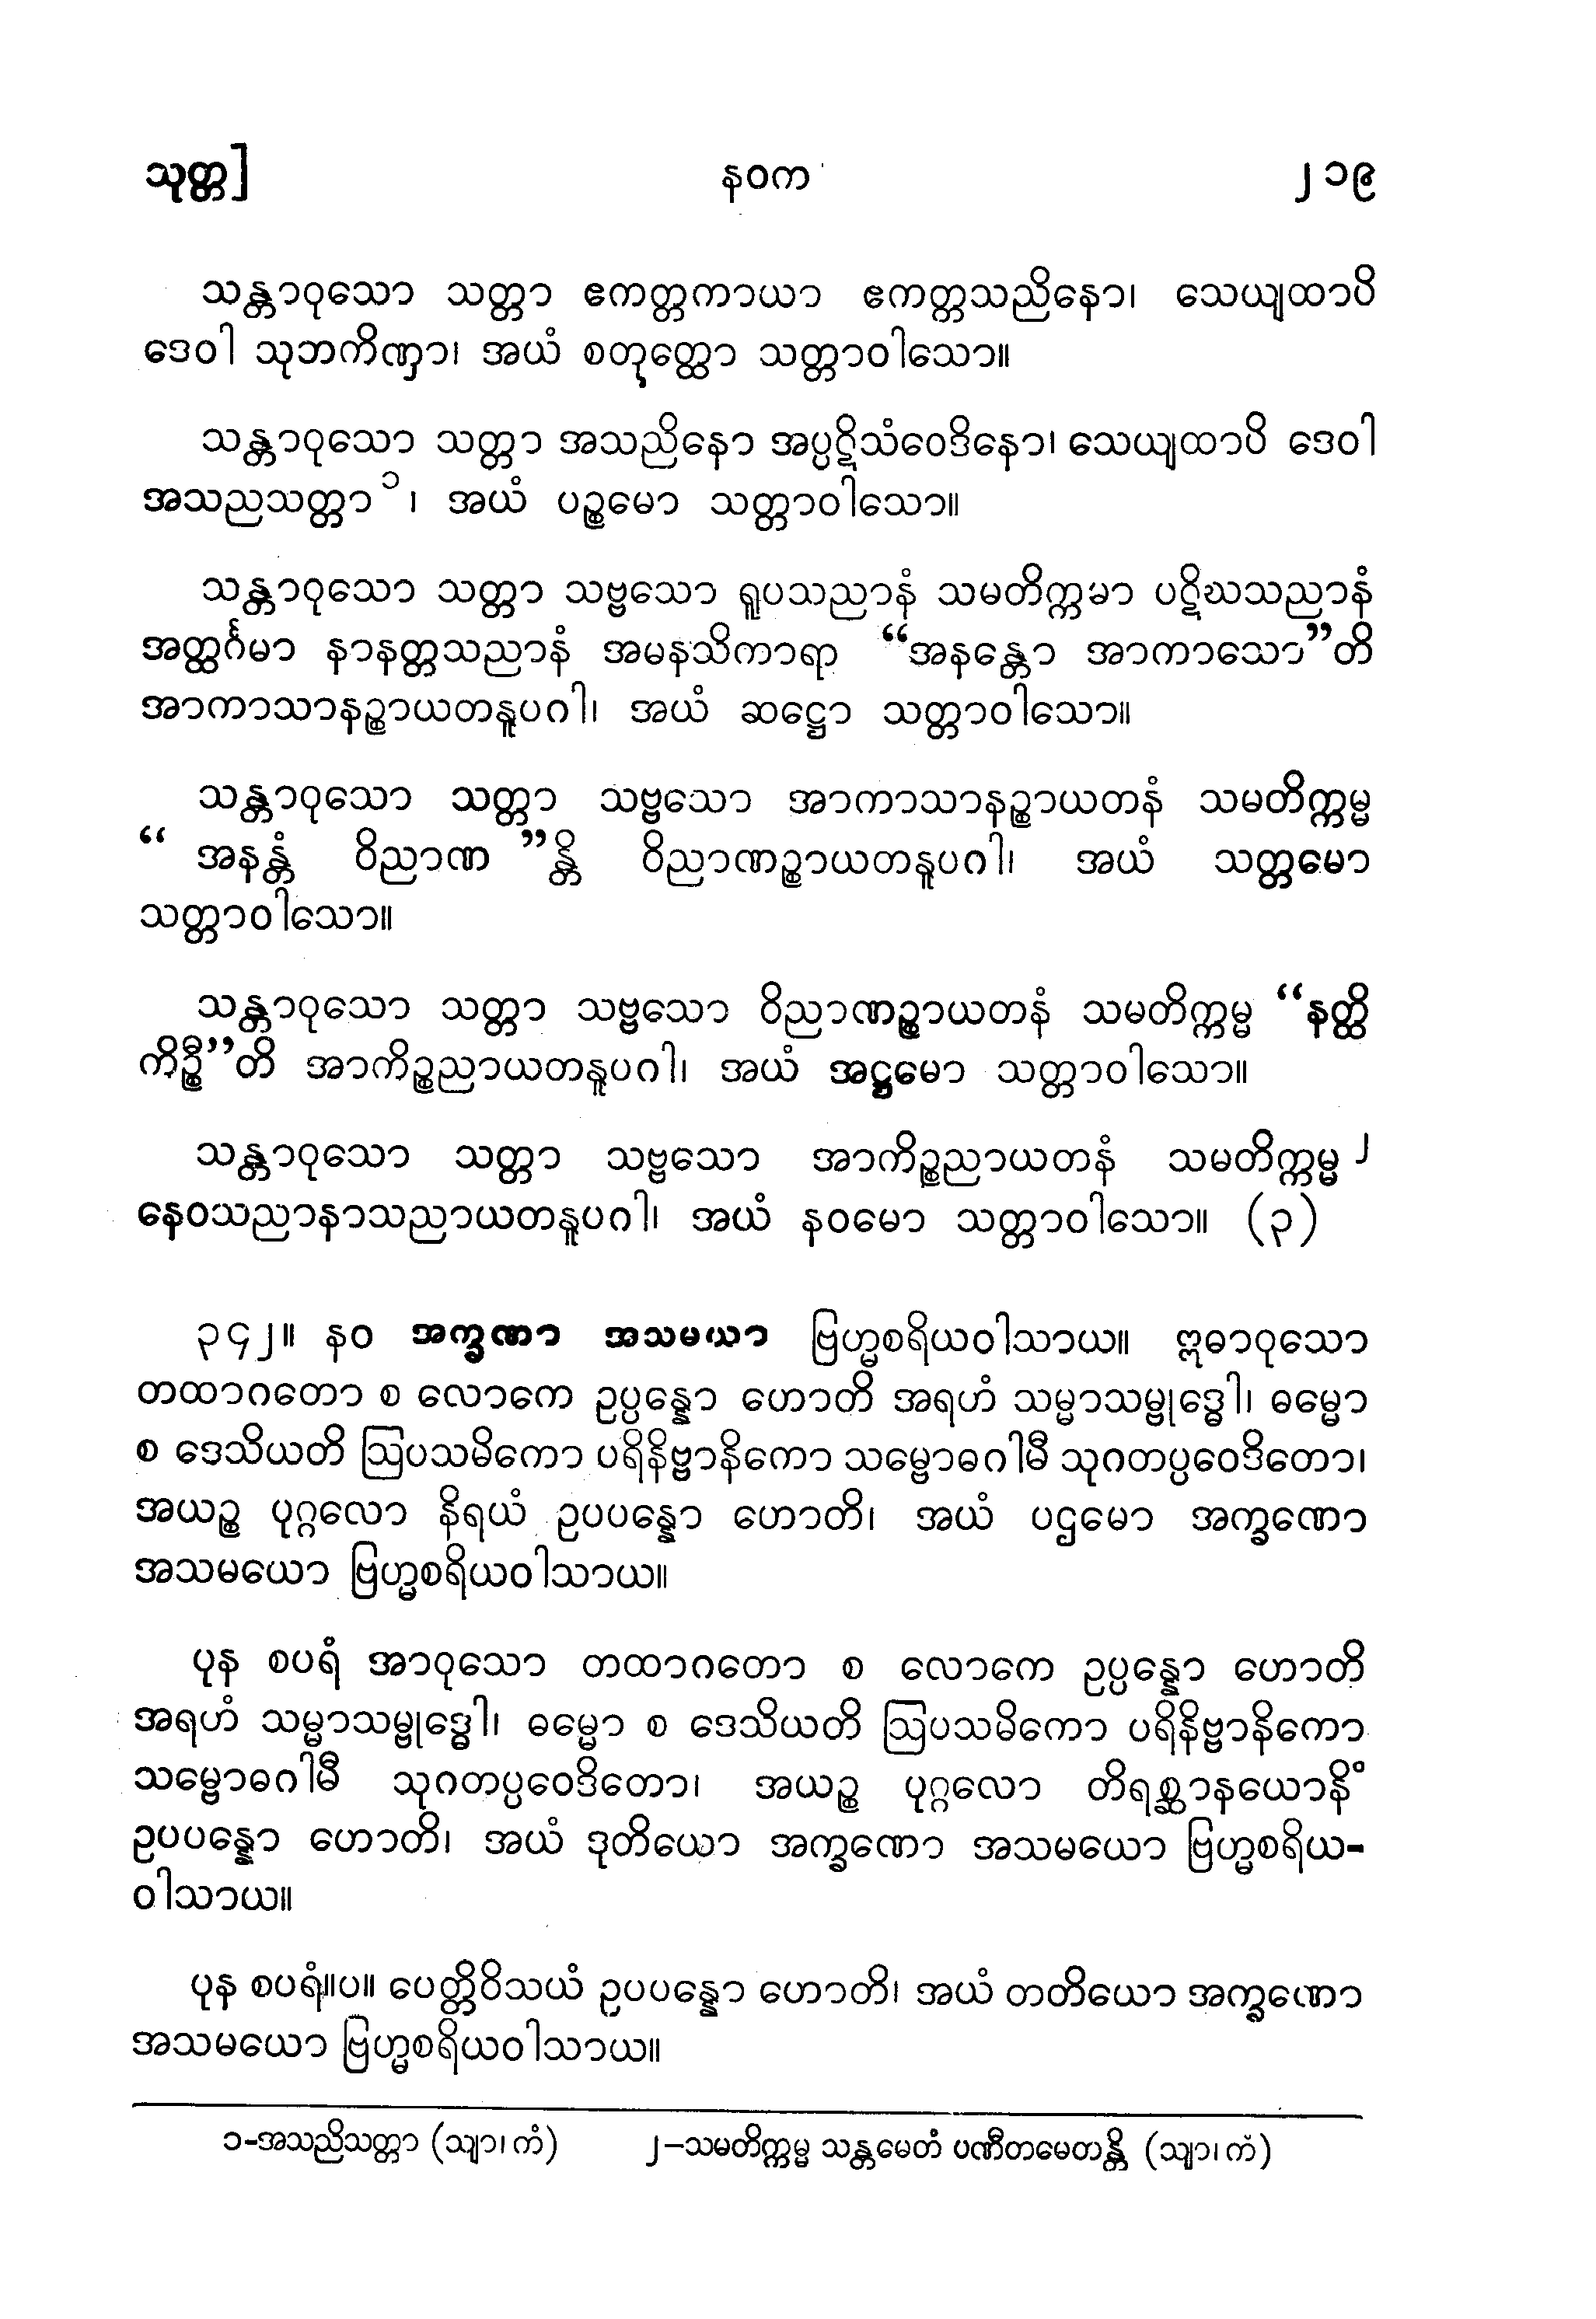 သုတ္တ] နဝက ၂၁၉
သန္တာဝုသော သတ္တာ ဧကတ္တကာယာ ဧကတ္တသညိနော၊ သေယျထာပိ
ဒေဝါ သုဘကိဏှာ၊ အယံ စတုတ္ထော သတ္တာဝါသော။
သန္တာဝုသော သတ္တာ အသညိနော အပ္ပဋိသံဝေဒိနော၊ သေယျထာပိ ဒေဝါ
အသညသတ္တာ ၁၊ အယံ ပဉ္စမော သတ္တာဝါသော။
သန္တာဝုသော သတ္တာ သဗ္ဗသော ရူပသညာနံ သမတိက္ကမာ ပဋိဃသညာနံ
အတ္ထင်္ဂမာ နာနတ္တသညာနံ အမနသိကာရာ “အနန္တော အာကာသော”တိ
အာကာသာနဉ္စာယတနူပဂါ၊ အယံ ဆဋ္ဌော သတ္တာဝါသော။
သန္တာဝုသော သတ္တာ သဗ္ဗသော အာကာသာနဉ္စာယတနံ သမတိက္ကမ္မ
“ အနန္တံ ဝိညာဏ ”န္တိ ဝိညာဏဉ္စာယတနူပဂါ၊ အယံ သတ္တမော
သတ္တာဝါသော။
သန္တာဝုသော သတ္တာ သဗ္ဗသော ဝိညာဏဉ္စာယတနံ သမတိက္ကမ္မ “နတ္ထိ
ကိဉ္စီ”တိ အာကိဉ္စညာယတနူပဂါ၊ အယံ အဋ္ဌမော သတ္တာဝါသော။
သန္တာဝုသော သတ္တာ သဗ္ဗသော အာကိဉ္စညာယတနံ သမတိက္ကမ္မ ၂
နေဝသညာနာသညာယတနူပဂါ၊ အယံ နဝမော သတ္တာဝါသော။ (၃)
၃၄၂။ နဝ အက္ခဏာ အသမယာ ဗြဟ္မစရိယဝါသာယ။ ဣဓာဝုသော
တထာဂတော စ လောကေ ဥပ္ပန္နော ဟောတိ အရဟံ သမ္မာသမ္ဗုဒ္ဓေါ၊ ဓမ္မော
စ ဒေသိယတိ ဩပသမိကော ပရိနိဗ္ဗာနိကော သမ္ဗောဓဂါမီ သုဂတပ္ပဝေဒိတော၊
အယဉ္စ ပုဂ္ဂလော နိရယံ ဥပပန္နော ဟောတိ၊ အယံ ပဌမော အက္ခဏော
အသမယော ဗြဟ္မစရိယဝါသာယ။
ပုန စပရံ အာဝုသော တထာဂတော စ လောကေ ဥပ္ပန္နော ဟောတိ
အရဟံ သမ္မာသမ္ဗုဒ္ဓေါ၊ ဓမ္မော စ ဒေသိယတိ ဩပသမိကော ပရိနိဗ္ဗာနိကော
သမ္ဗောဓဂါမီ သုဂတပ္ပဝေဒိတော၊ အယဉ္စ ပုဂ္ဂလော တိရစ္ဆာနယောနိံ
ဥပပန္နော ဟောတိ၊ အယံ ဒုတိယော အက္ခဏော အသမယော ဗြဟ္မစရိယ-
ဝါသာယ။
ပုန စပရံ။ပ။ ပေတ္တိဝိသယံ ဥပပန္နော ဟောတိ၊ အယံ တတိယော အက္ခဏော
အသမယော ဗြဟ္မစရိယဝါသာယ။
၁-အသညိသတ္တာ (သျာ၊ ကံ) ၂-သမတိက္ကမ္မ သန္တမေတံ ပဏီတမေတန္တိ (သျာ၊ ကံ)